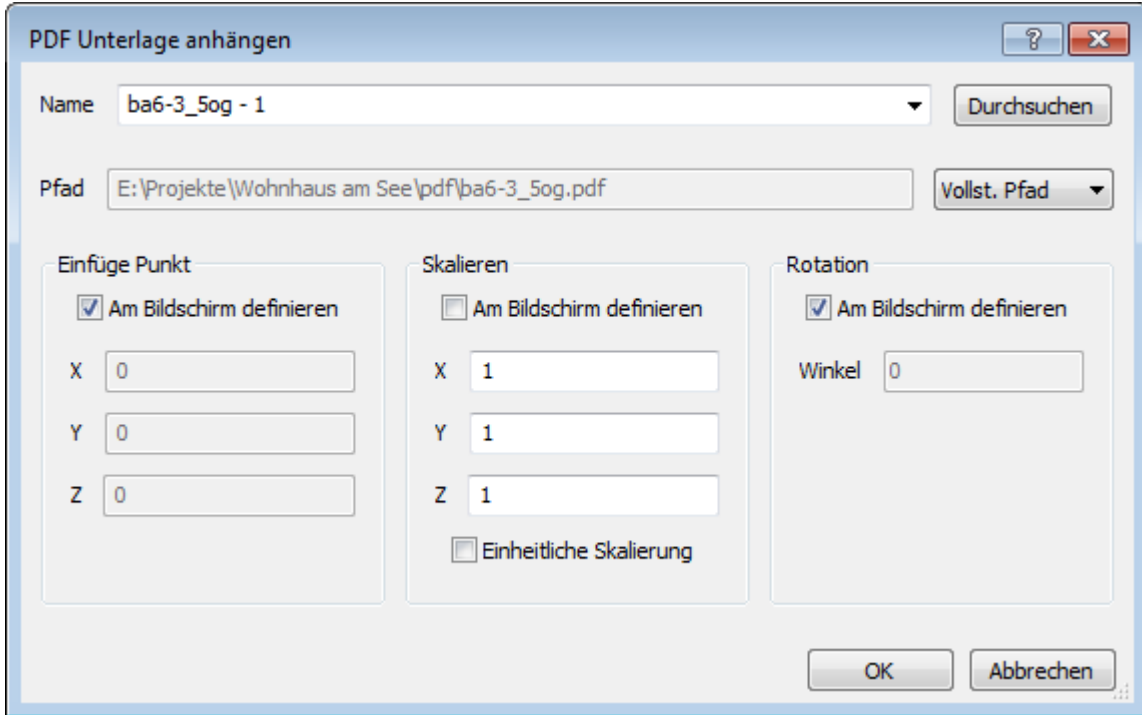 PDF Unterlage anhängen
Name ba6-3_5og - 1 Durchsuchen
Pfad E:\Projekte\Wohnhaus am See\pdf\ba6-3_5og.pdf Vollst. Pfad
Einfüge Punkt Skalieren Rotation
Am Bildschirm definieren Am Bildschirm definieren Am Bildschirm definieren
X 0 X 1 Winkel 0
Y 0 Y 1
Z 0 Z 1
Einheitliche Skalierung
OK Abbrechen